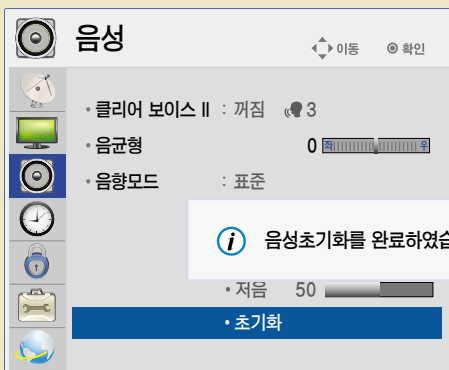 음성
이동 확인
· 클리어 보이스 II : 꺼짐 3
· 음균형 0 좌 우
· 음향모드 : 표준
i 음성초기화를 완료하였습
· 저음 50
· 초기화